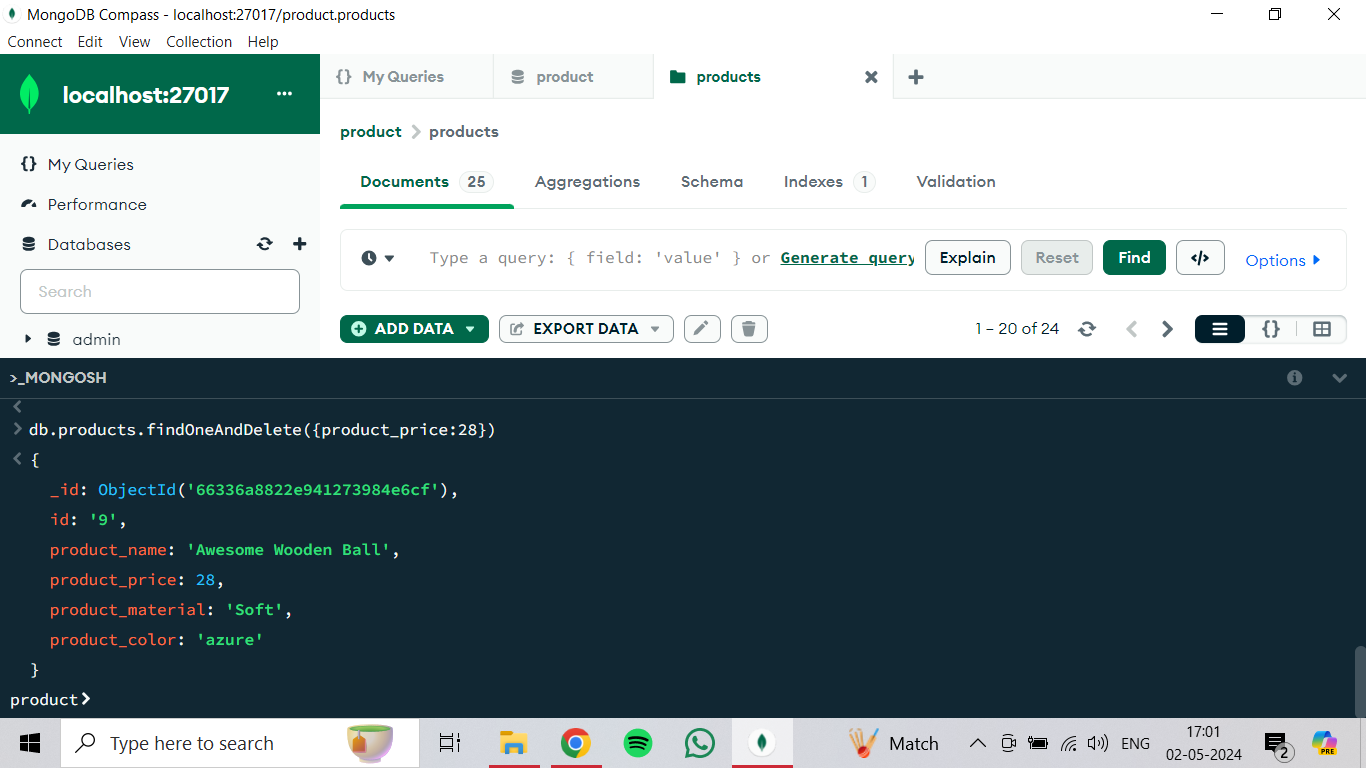 MongoDB Compass - localhost:27017/product.products
Connect Edit View Collection Help
localhost:27017 ...
{} My Queries product products
product > products
My Queries
Performance
Databases
Search
admin
Documents 25 Aggregations Schema Indexes 1 Validation
Type a query: { field: 'value' } or Generate query Explain Reset Find </> Options
ADD DATA EXPORT DATA 1 – 20 of 24 {}
>_MONGOSH
<
> db.products.findOneAndDelete({product_price:28})
< {
_id: ObjectId('66336a8822e941273984e6cf'),
id: '9',
product_name: 'Awesome Wooden Ball',
product_price: 28,
product_material: 'Soft',
product_color: 'azure'
}
product>
Type here to search Match ENG 17:01
02-05-2024 2 PRE